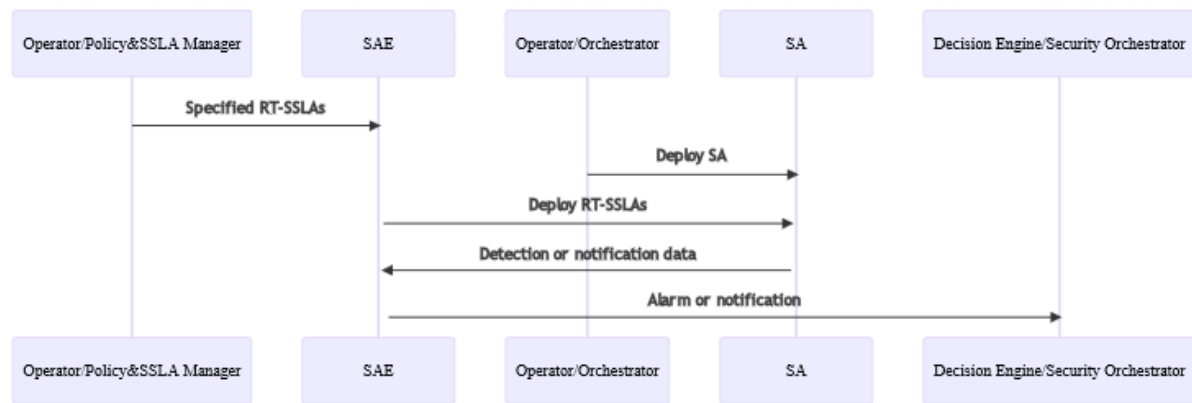 Operator/Policy&SSLA Manager
SAE
Operator/Orchestrator
SA
Decision Engine/Security Orchestrator
Specified RT-SSLAs
Deploy SA
Deploy RT-SSLAs
Detection or notification data
Alarm or notification
Operator/Policy&SSLA Manager
SAE
Operator/Orchestrator
SA
Decision Engine/Security Orchestrator